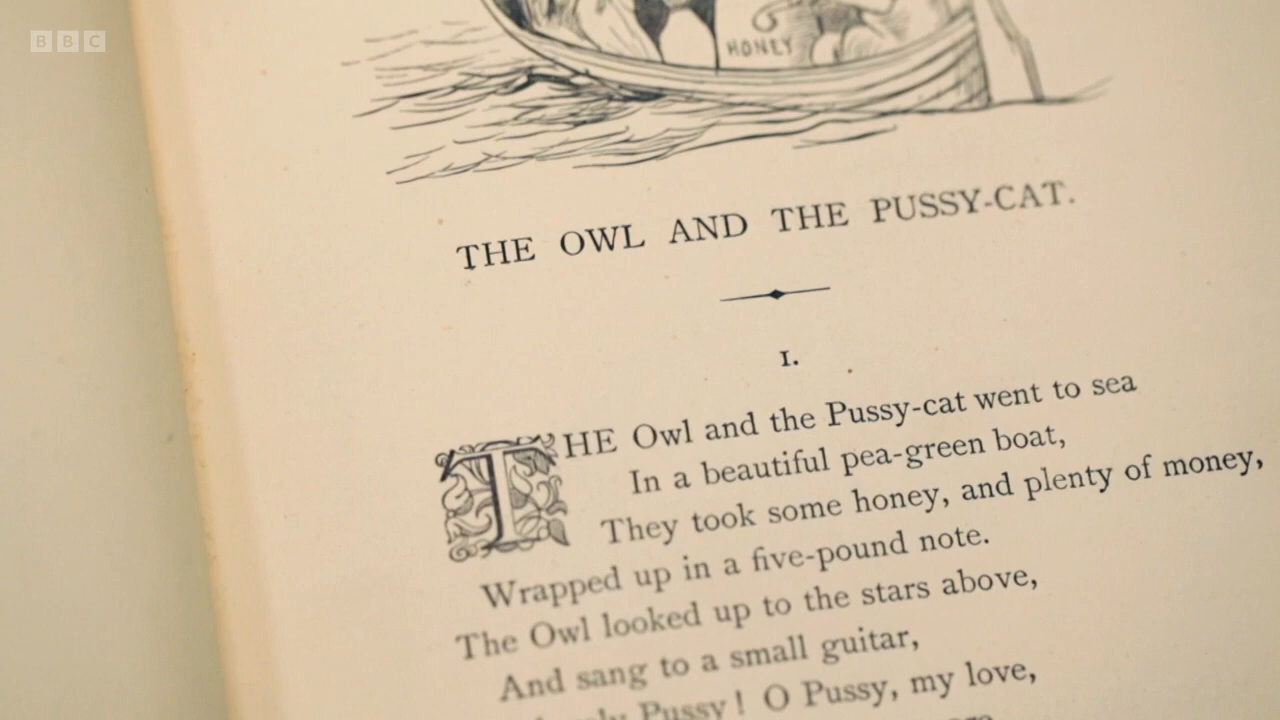 BBC
HONEY
THE OWL AND THE PUSSY-CAT.
I.
THE Owl and the Pussy-cat went to sea
In a beautiful pea-green boat,
They took some honey, and plenty of money,
Wrapped up in a five-pound note.
The Owl looked up to the stars above,
And sang to a small guitar,
Pussy! O Pussy, my love,